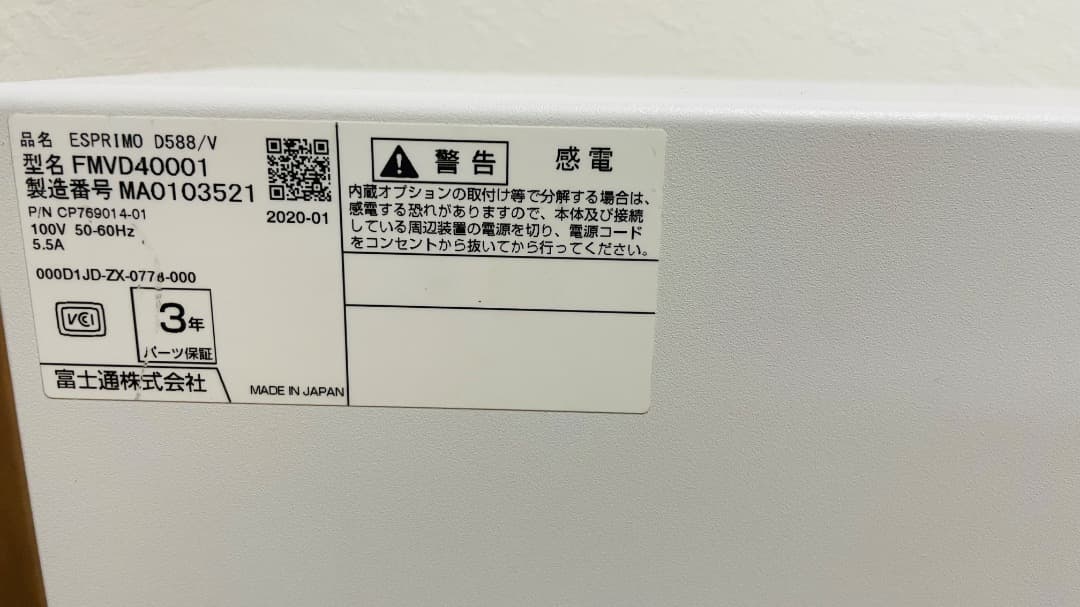 品名 ESPRIMO D588/V
型名 FMVD40001
製造番号 MA0103521
P/N CP769014-01
100V 50-60Hz
5.5A
2020-01
000D1JD-ZX-0776-000
VCI
3年
パーツ保証
富士通株式会社
MADE IN JAPAN
警告 感電
内蔵オプションの取付け等で分解する場合は、
感電する恐れがありますので、本体及び接続
している周辺装置の電源を切り、電源コード
をコンセントから抜いてから行ってください。